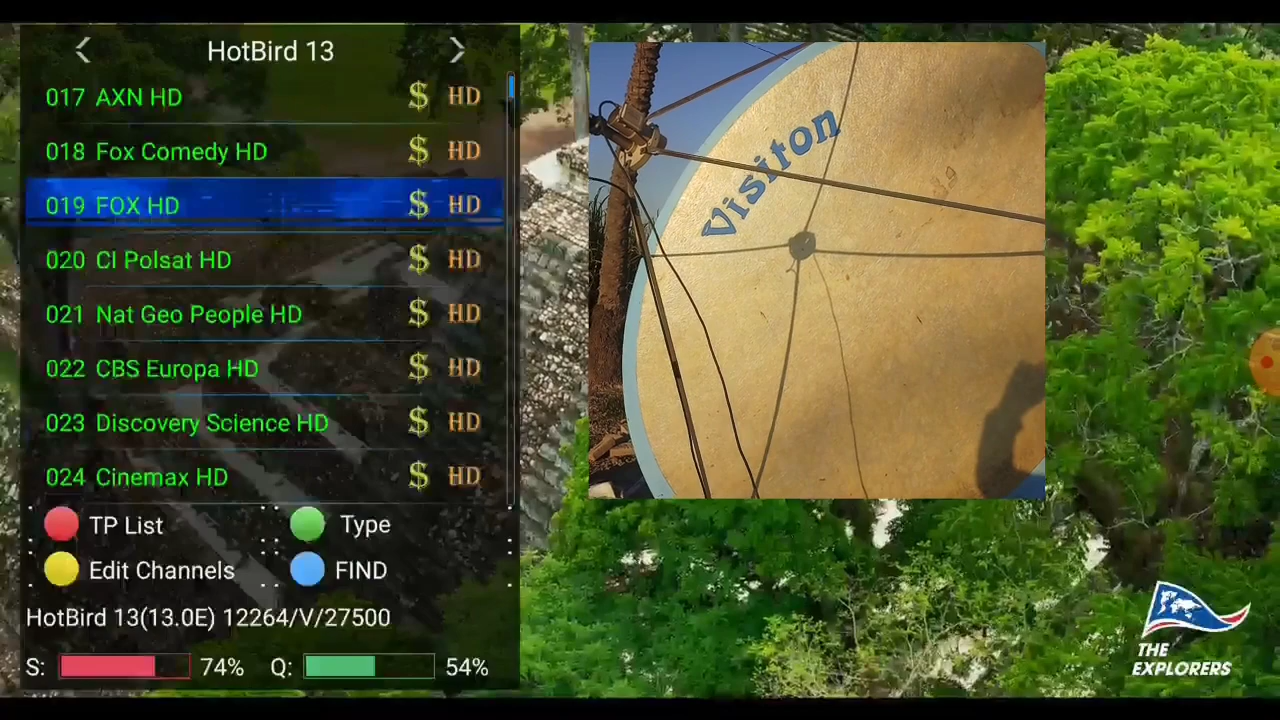 HotBird 13
017 AXN HD $ HD
018 Fox Comedy HD $ HD
019 FOX HD $ HD
020 CI Polsat HD $ HD
021 Nat Geo People HD $ HD
022 CBS Europa HD $ HD
023 Discovery Science HD $ HD
024 Cinemax HD $ HD
TP List
Type
Edit Channels
FIND
HotBird 13(13.0E) 12264/V/27500
S: 74% Q: 54%
Visiton
THE
EXPLORERS